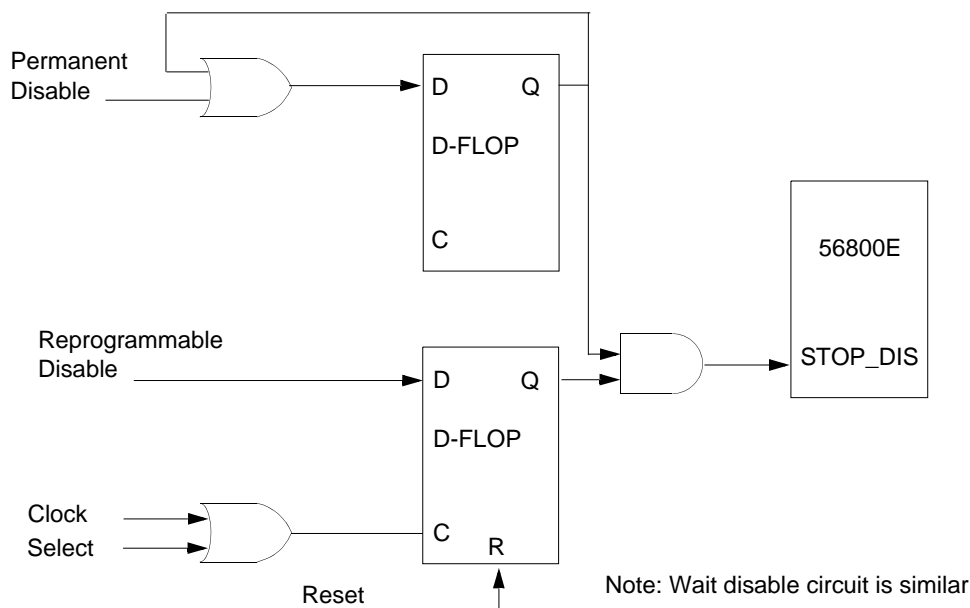 Permanent
Disable
D Q
D-FLOP
C
56800E
STOP_DIS
Reprogrammable
Disable
D Q
D-FLOP
Clock
Select
C
R
Reset
Note: Wait disable circuit is similar